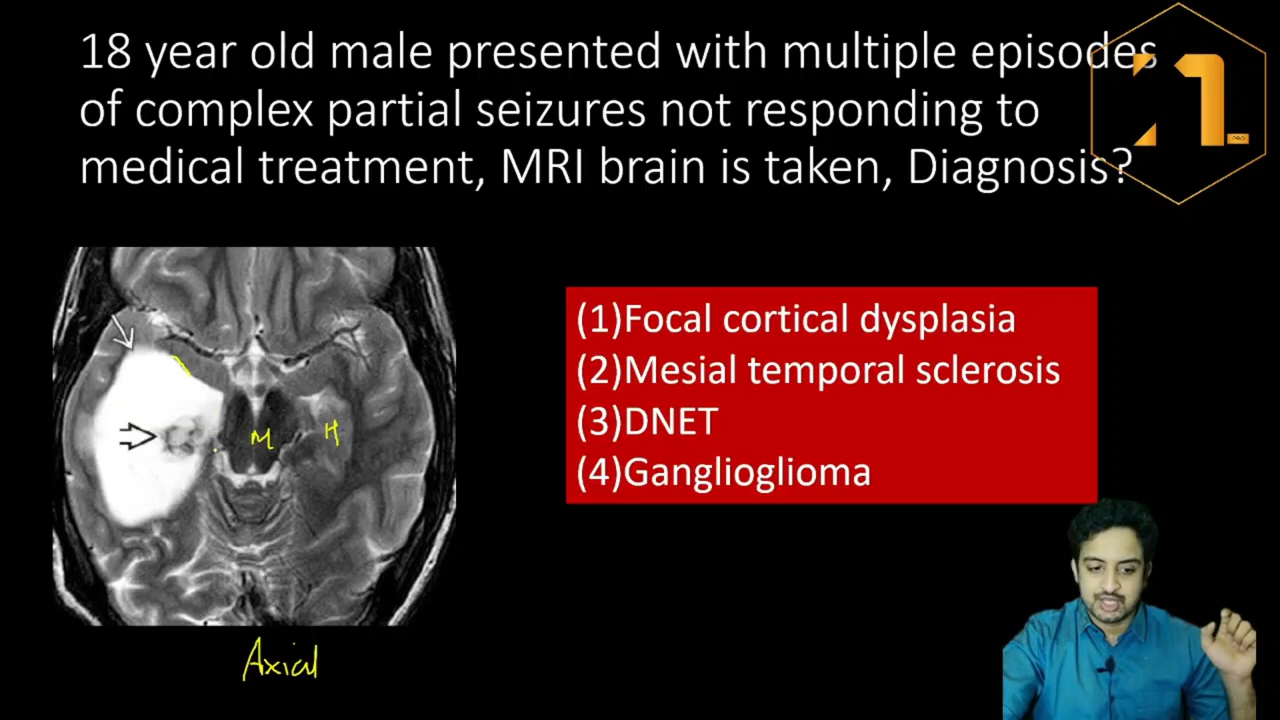 18 year old male presented with multiple episodes
of complex partial seizures not responding to
medical treatment, MRI brain is taken, Diagnosis?
(1)Focal cortical dysplasia
(2)Mesial temporal sclerosis
(3)DNET
(4)Ganglioglioma
M
H
Axial